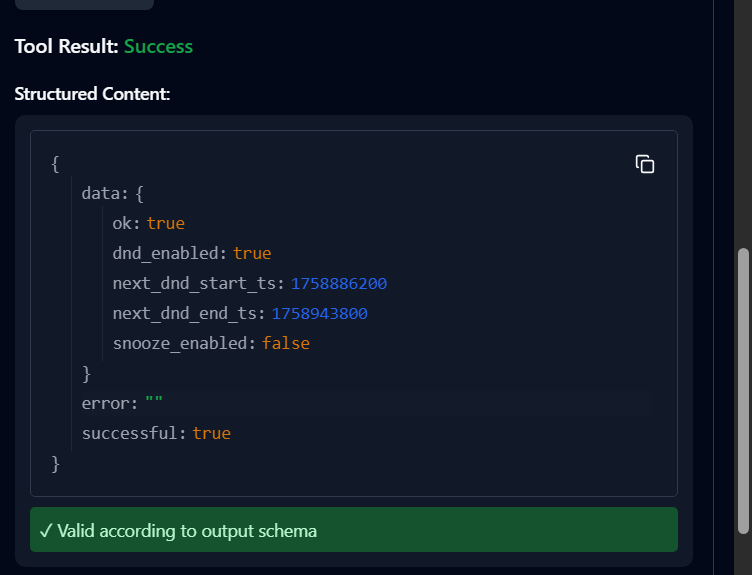 Tool Result: Success
Structured Content:
{
data: {
ok: true
dnd_enabled: true
next_dnd_start_ts: 1758886200
next_dnd_end_ts: 1758943800
snooze_enabled: false
}
error: ""
successful: true
}
✓ Valid according to output schema